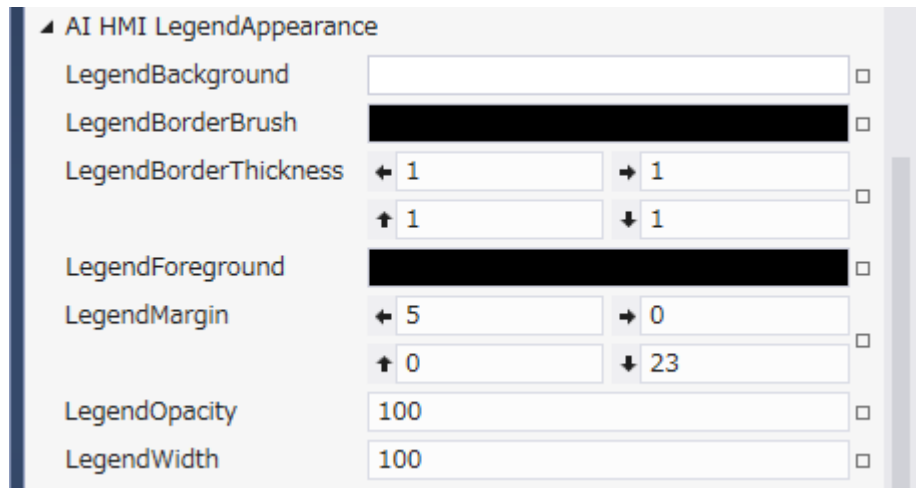 AI HMI LegendAppearance
LegendBackground
LegendBorderBrush
LegendBorderThickness 1 1
1 1
LegendForeground
LegendMargin 5 0
0 23
LegendOpacity 100
LegendWidth 100